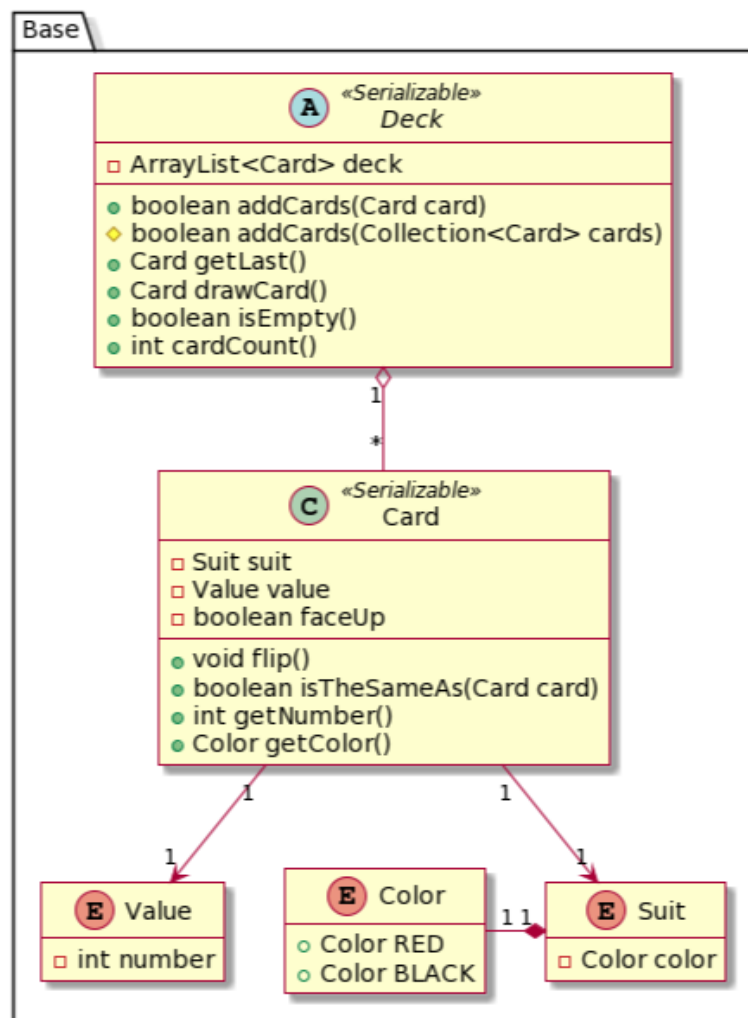 Base
A «Serializable»
Deck
ArrayList<Card> deck
boolean addCards(Card card)
boolean addCards(Collection<Card> cards)
Card getLast()
Card drawCard()
boolean isEmpty()
int cardCount()
1
*
C «Serializable»
Card
Suit suit
Value value
boolean faceUp
void flip()
boolean isTheSameAs(Card card)
int getNumber()
Color getColor()
1 1
1 1
E Value
int number
E Color
Color RED
Color BLACK
1 1
E Suit
Color color